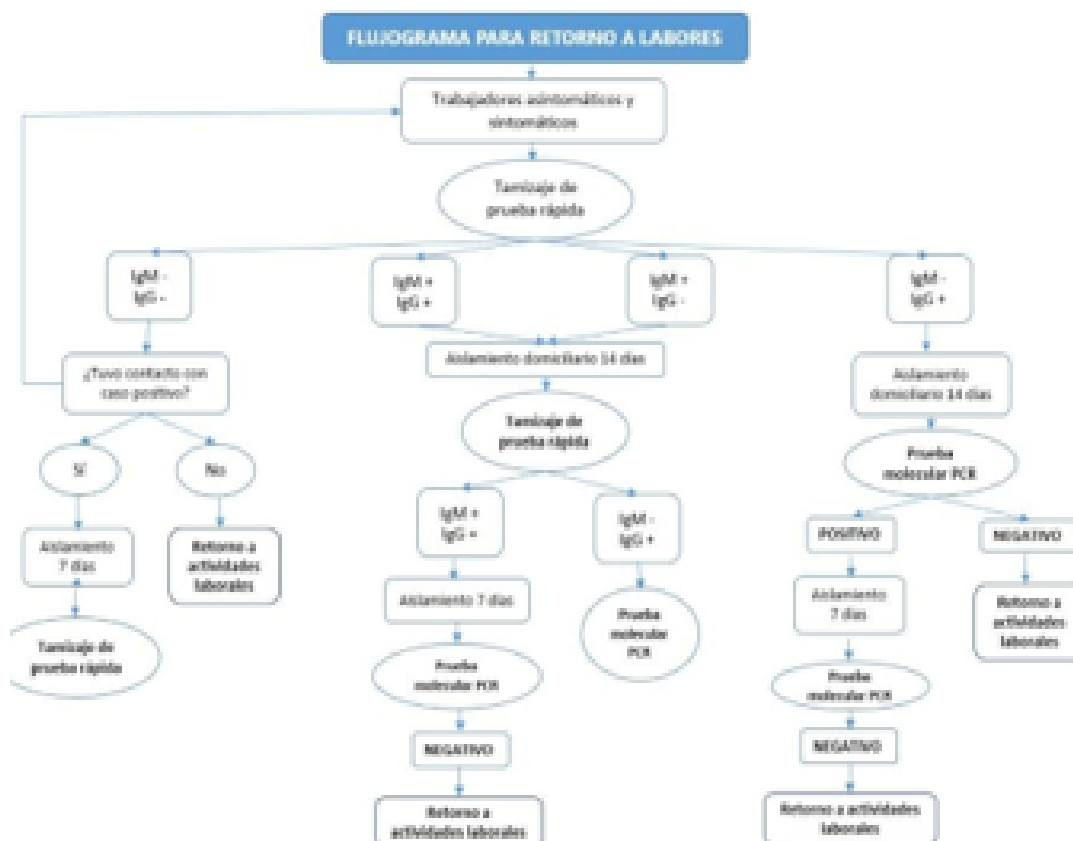 FLUJOGRAMA PARA RETORNO A LABORES
Trabajadores asintomáticos y
sintomáticos
Tamizaje de
prueba rápida
IgM -
IgG -
IgM +
IgG +
IgM +
IgG -
IgM -
IgG +
¿Tuvo contacto con
caso positivo?
Aislamiento domiciliario 14 días
Aislamiento
domiciliario 14 días
Sí
No
Tamizaje de
prueba rápida
Prueba
molecular PCR
Aislamiento
7 días
Retorno a
actividades
laborales
IgM +
IgG +
IgM -
IgG +
POSITIVO
NEGATIVO
Tamizaje de
prueba rápida
Aislamiento 7 días
Prueba
molecular
PCR
Aislamiento
7 días
Retorno a
actividades
laborales
Prueba
molecular PCR
Prueba
molecular PCR
NEGATIVO
NEGATIVO
Retorno a
actividades laborales
Retorno a actividades
laborales